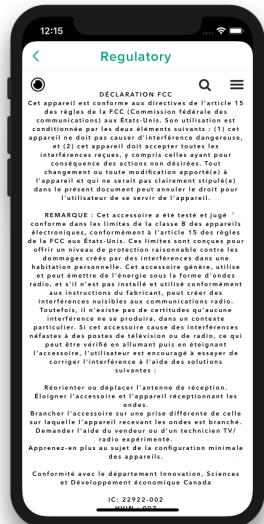 12:15
Regulatory
DÉCLARATION FCC
Cet appareil est conforme aux directives de l'article 15
des règles de la FCC (Commission fédérale des
communications) aux États-Unis. Son utilisation est
conditionnée par les deux éléments suivants : (1) cet
appareil ne doit pas causer d'interférence dangereuse,
et (2) cet appareil doit accepter toutes les
interférences reçues, y compris celles ayant pour
conséquence des actions non désirées. Tout
changement ou toute modification apporté(e) à
l'appareil et qui ne serait pas clairement stipulé(e)
dans le présent document peut annuler le droit pour
l'utilisateur de se servir de l'appareil.
REMARQUE : Cet accessoire a été testé et jugé
conforme dans les limites de la classe B des appareils
électroniques, conformément à l'article 15 des règles
de la FCC aux États-Unis. Ces limites sont conçues pour
offrir un niveau de protection raisonnable contre les
dommages créés par des interférences dans une
habitation personnelle. Cet accessoire génère, utilise
et peut émettre de l'énergie sous la forme d'ondes
radio, et s'il n'est pas installé et utilisé conformément
aux instructions du fabricant, peut créer des
interférences nuisibles aux communications radio.
Toutefois, il n'existe pas de certitudes qu'aucune
interférence ne se produira, dans un contexte
particulier. Si cet accessoire cause des interférences
néfastes à des postes de télévision ou de radio, ce qui
peut être vérifié en allumant puis en éteignant
l'accessoire, l'utilisateur est encouragé à essayer de
corriger l'interférence à l'aide des solutions
suivantes :
Réorienter ou déplacer l'antenne de réception.
Éloigner l'accessoire et l'appareil réceptionnant les
ondes.
Brancher l'accessoire sur une prise différente de celle
sur laquelle l'appareil recevant les ondes est branché.
Demander l'aide du vendeur ou d'un technicien TV/
radio expérimenté.
Apprenez-en plus au sujet de la configuration minimale
des appareils.
Conformité avec le département Innovation, Sciences
et Développement économique Canada
IC: 22922-002
HVIN : 002